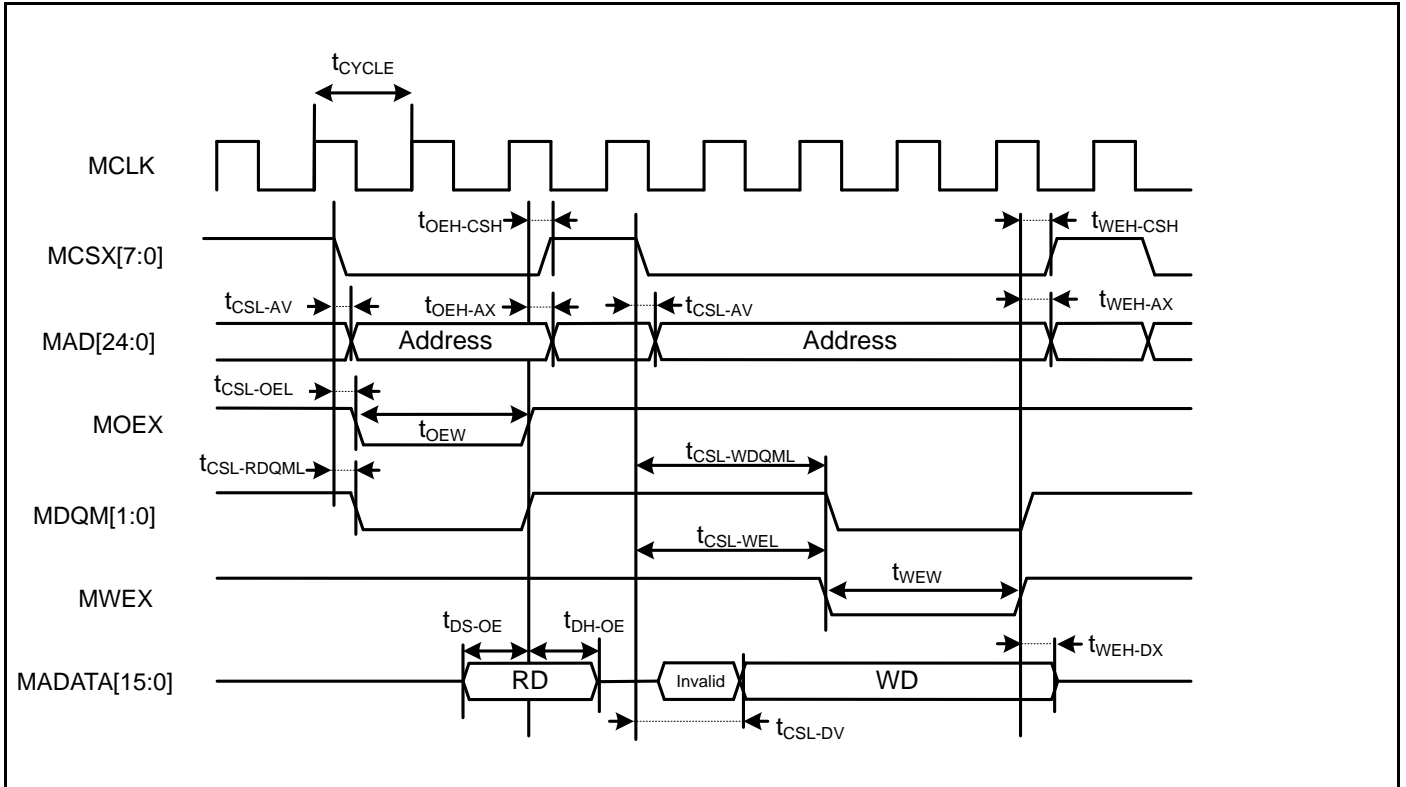 tCYCLE
MCLK
tOEH-CSH
tWEH-CSH
MCSX[7:0]
tCSL-AV
tOEH-AX
tCSL-AV
tWEH-AX
MAD[24:0]
Address
Address
tCSL-OEL
MOEX
tOEW
tCSL-RDQML
tCSL-WDQML
MDQM[1:0]
tCSL-WEL
tWEW
MWEX
tDS-OE
tDH-OE
tWEH-DX
MADATA[15:0]
RD
Invalid
WD
tCSL-DV